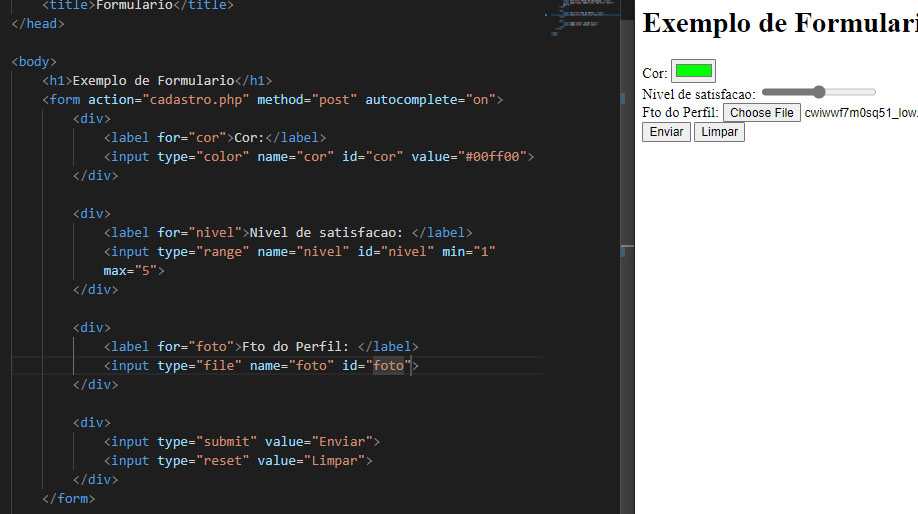 <title>Formulario</title>
</head>
<body>
<h1>Exemplo de Formulario</h1>
<form action="cadastro.php" method="post" autocomplete="on">
<div>
<label for="cor">Cor:</label>
<input type="color" name="cor" id="cor" value="#00ff00">
</div>
<div>
<label for="nivel">Nivel de satisfacao: </label>
<input type="range" name="nivel" id="nivel" min="1"
max="5">
</div>
<div>
<label for="foto">Fto do Perfil: </label>
<input type="file" name="foto" id="foto">
</div>
<div>
<input type="submit" value="Enviar">
<input type="reset" value="Limpar">
</div>
</form>
Exemplo de Formulari
Cor:
Nivel de satisfacao:
Fto do Perfil: Choose File cwiwwf7m0sq51_low.
Enviar Limpar